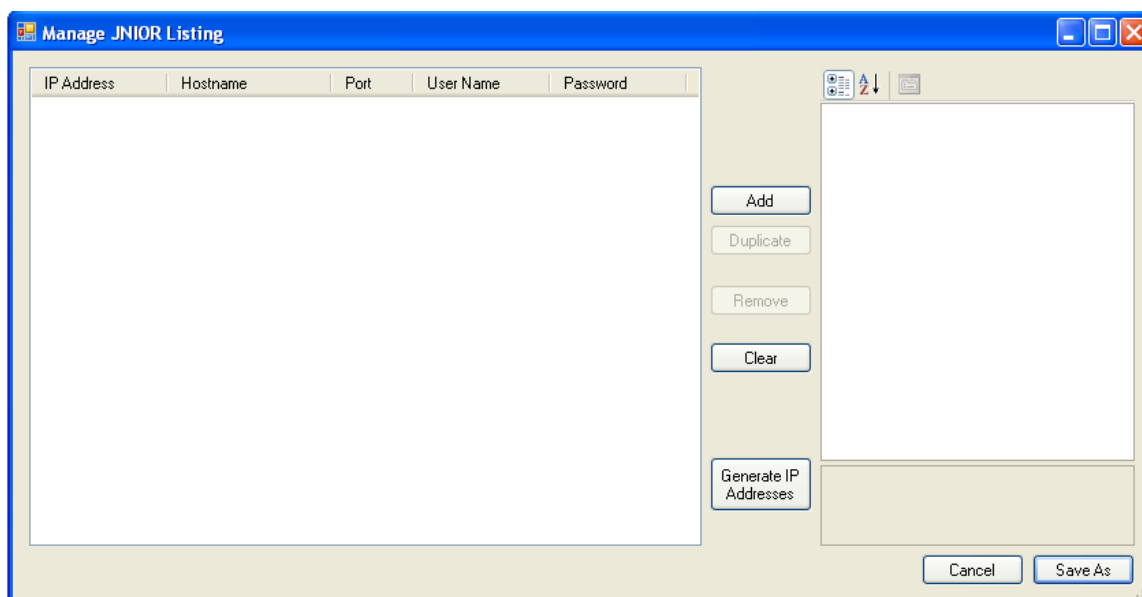 Manage JNIOR Listing
IP Address Hostname Port User Name Password
A
Z
Add
Duplicate
Remove
Clear
Generate IP
Addresses
Cancel Save As